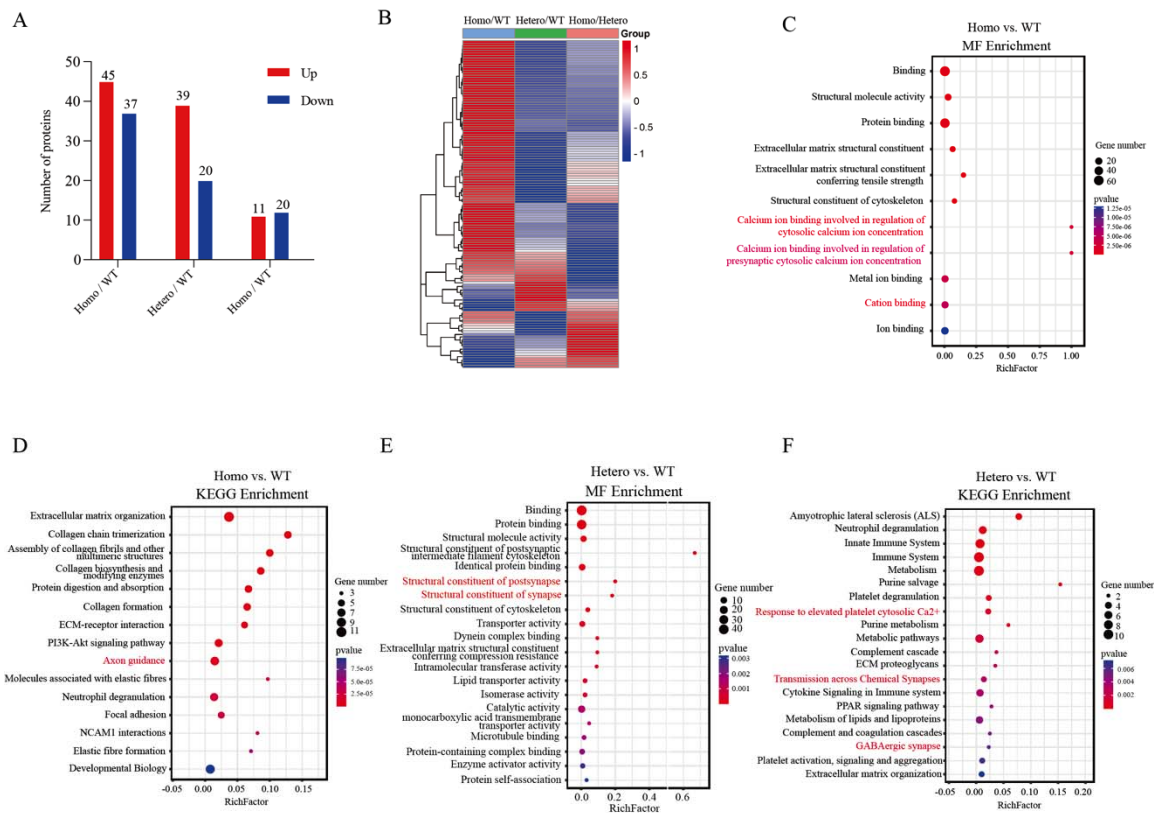 A
Number of proteins
50
40
30
20
10
0
45
37
39
20
11
20
Up
Down
Homo / WT
Hetero / WT
Homo / WT
B
Homo/WT
Hetero/WT
Homo/Hetero
Group
1
0.5
0
- 0.5
- 1
C
Homo vs. WT
MF Enrichment
Binding
Structural molecule activity
Protein binding
Extracellular matrix structural constituent
Extracellular matrix structural constituent
conferring tensile strength
Structural constituent of cytoskeleton
Calcium ion binding involved in regulation of
cytosolic calcium ion concentration
Calcium ion binding involved in regulation of
presynaptic cytosolic calcium ion concentration
Metal ion binding
Cation binding
Ion binding
0.00
0.25
0.50
0.75
1.00
RichFactor
Gene number
20
40
60
pvalue
1.25e-05
1.00e-05
7.50e-06
5.00e-06
2.50e-06
D
Homo vs. WT
KEGG Enrichment
Extracellular matrix organization
Collagen chain trimerization
Assembly of collagen fibrils and other
multimeric structures
Collagen biosynthesis and
modifying enzymes
Protein digestion and absorption
Collagen formation
ECM-receptor interaction
PI3K-Akt signaling pathway
Axon guidance
Molecules associated with elastic fibres
Neutrophil degranulation
Focal adhesion
NCAM1 interactions
Elastic fibre formation
Developmental Biology
-0.05
0.00
0.05
0.10
0.15
RichFactor
Gene number
3
5
7
9
11
pvalue
7.5e-05
5.0e-05
2.5e-05
E
Hetero vs. WT
MF Enrichment
Binding
Protein binding
Structural molecule activity
Structural constituent of postsynaptic
intermediate filament cytoskeleton
Identical protein binding
Structural constituent of postsynapse
Structural constituent of synapse
Structural constituent of cytoskeleton
Transporter activity
Dynein complex binding
Extracellular matrix structural constituent
conferring compression resistance
Intramolecular transferase activity
Lipid transporter activity
Isomerase activity
Catalytic activity
monocarboxylic acid transmembrane
transporter activity
Microtubule binding
Protein-containing complex binding
Enzyme activator activity
Protein self-association
0.0
0.2
0.4
0.6
RichFactor
Gene number
10
20
30
40
pvalue
0.003
0.002
0.001
F
Hetero vs. WT
KEGG Enrichment
Amyotrophic lateral sclerosis (ALS)
Neutrophil degranulation
Innate Immune System
Immune System
Metabolism
Purine salvage
Platelet degranulation
Response to elevated platelet cytosolic Ca2+
Purine metabolism
Metabolic pathways
Complement cascade
ECM proteoglycans
Transmission across Chemical Synapses
Cytokine Signaling in Immune system
PPAR signaling pathway
Metabolism of lipids and lipoproteins
Complement and coagulation cascades
GABAergic synapse
Platelet activation, signaling and aggregation
Extracellular matrix organization
-0.05
0.00
0.05
0.10
0.15
0.20
RichFactor
Gene number
2
4
6
8
10
pvalue
0.006
0.004
0.002